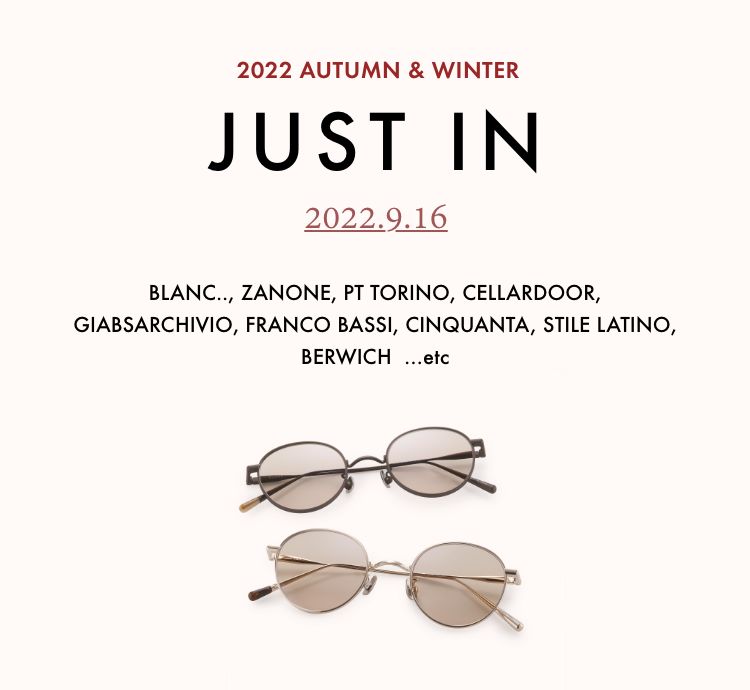 2022 AUTUMN & WINTER
JUST IN
2022.9.16
BLANC.., ZANONE, PT TORINO, CELLARDOOR,
GIABSARCHIVIO, FRANCO BASSI, CINQUANTA, STILE LATINO,
BERWICH ...etc